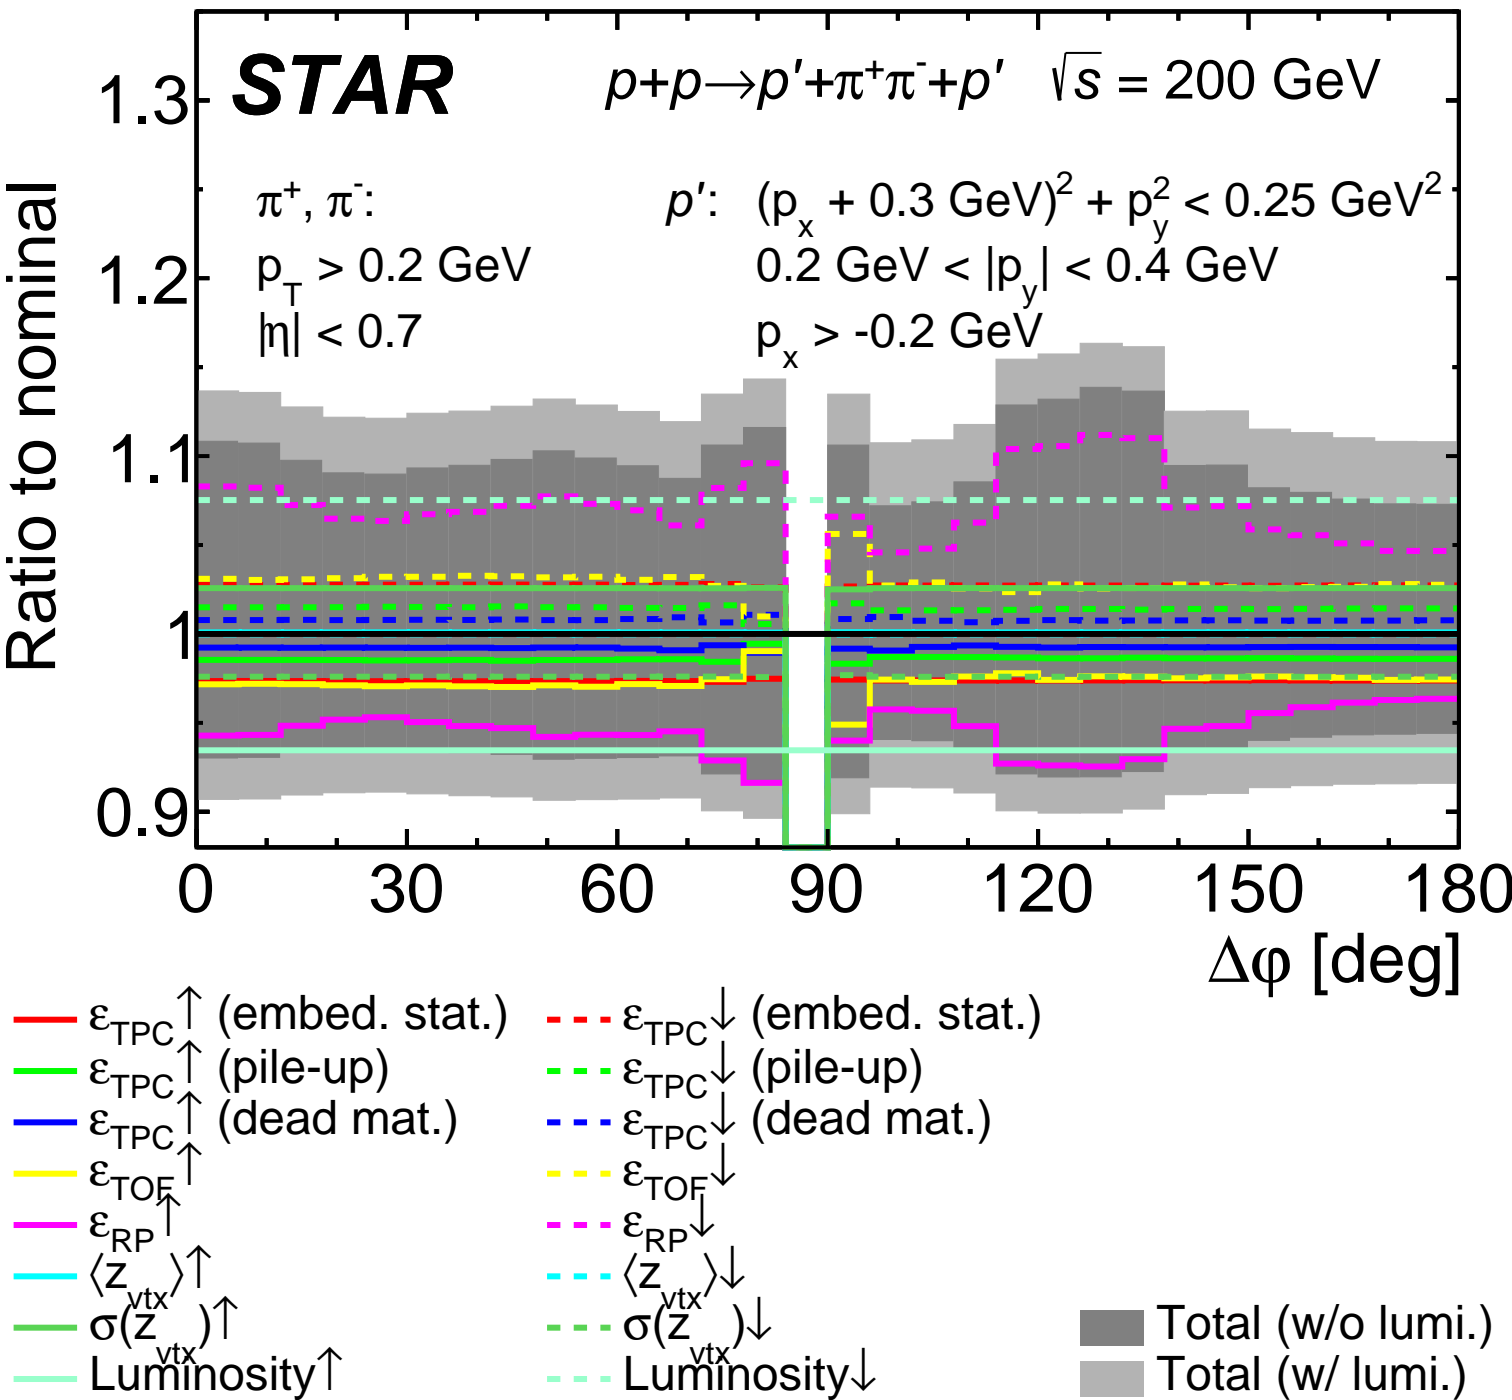 STAR p+p→p′+π⁺π⁻+p′ √s = 200 GeV
π⁺, π⁻: p′: (pₓ + 0.3 GeV)² + p_y² < 0.25 GeV²
p_T > 0.2 GeV 0.2 GeV < |p_y| < 0.4 GeV
|η| < 0.7 pₓ > -0.2 GeV
Ratio to nominal
1.3
1.2
1.1
1
0.9
0 30 60 90 120 150 180
Δφ [deg]
ε_TPC↑ (embed. stat.) ε_TPC↓ (embed. stat.)
ε_TPC↑ (pile-up) ε_TPC↓ (pile-up)
ε_TPC↑ (dead mat.) ε_TPC↓ (dead mat.)
ε_TOF↑ ε_TOF↓
ε_RP↑ ε_RP↓
⟨z_vtx⟩↑ ⟨z_vtx⟩↓
σ(z_vtx)↑ σ(z_vtx)↓ Total (w/o lumi.)
Luminosity↑ Luminosity↓ Total (w/ lumi.)